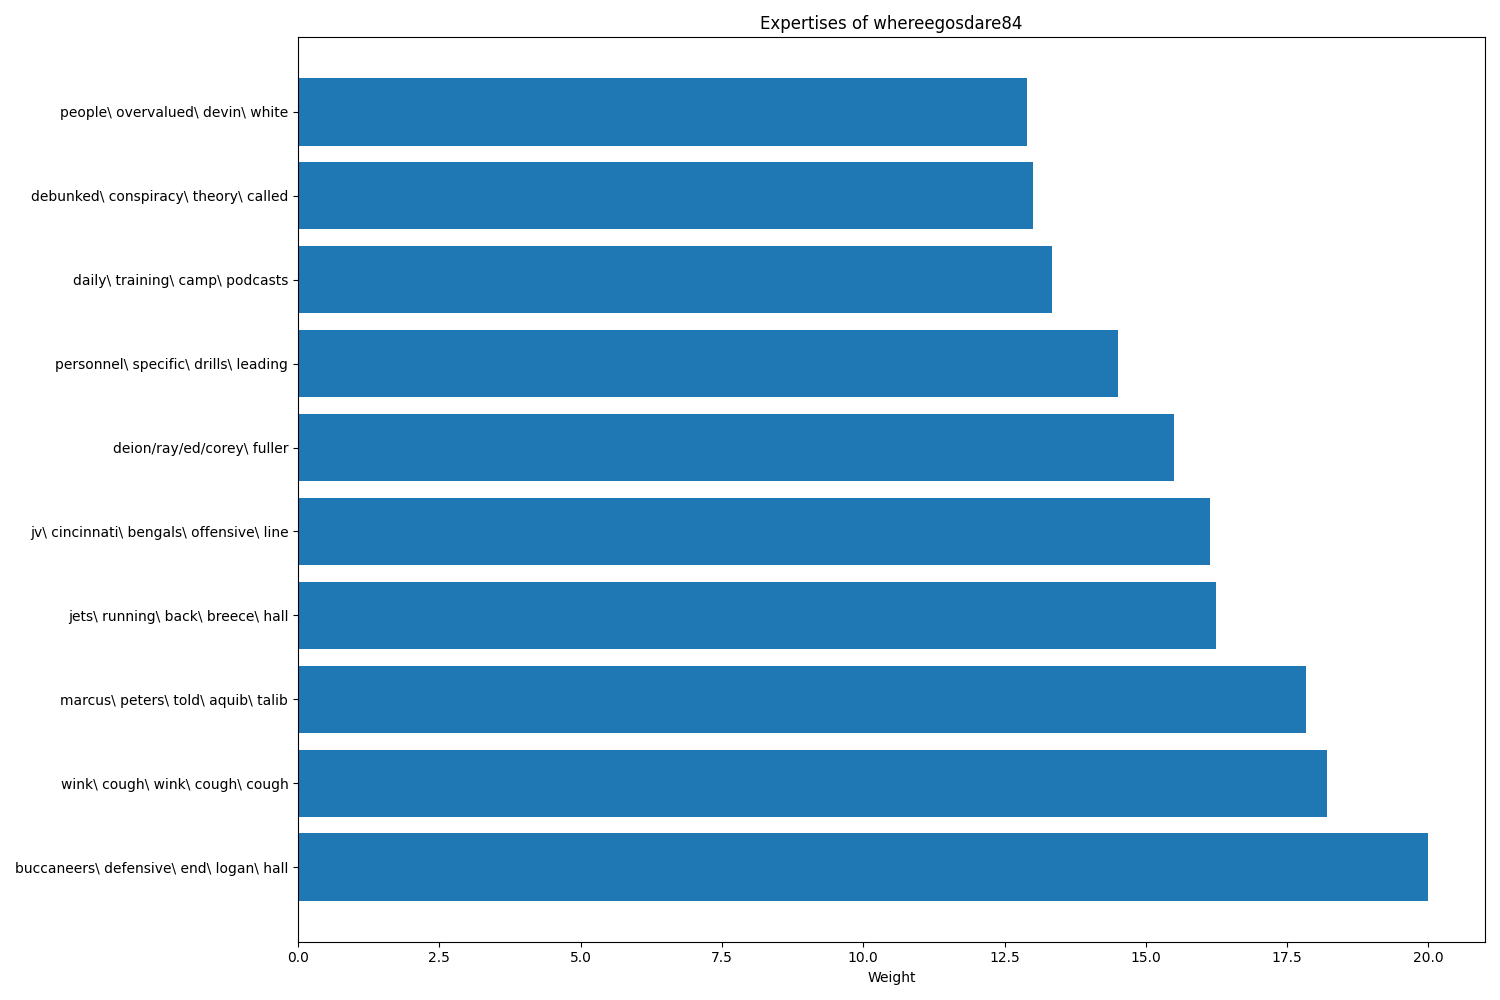 Expertises of whereegosdare84
people\ overvalued\ devin\ white
debunked\ conspiracy\ theory\ called
daily\ training\ camp\ podcasts
personnel\ specific\ drills\ leading
deion/ray/ed/corey\ fuller
jv\ cincinnati\ bengals\ offensive\ line
jets\ running\ back\ breece\ hall
marcus\ peters\ told\ aquib\ talib
wink\ cough\ wink\ cough\ cough
buccaneers\ defensive\ end\ logan\ hall
0.0 2.5 5.0 7.5 10.0 12.5 15.0 17.5 20.0
Weight